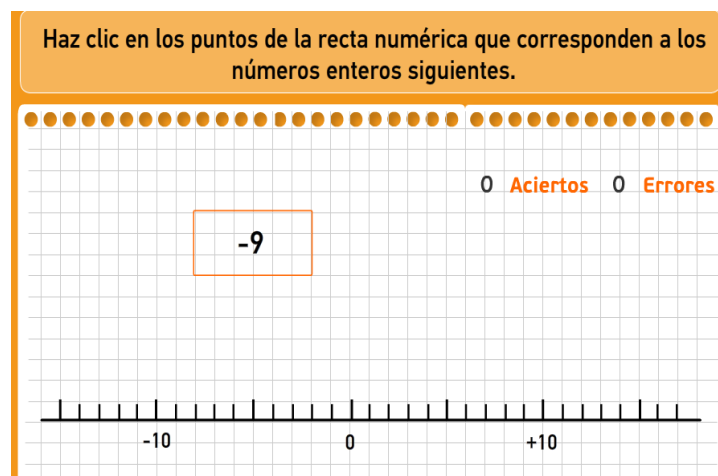 Haz clic en los puntos de la recta numérica que corresponden a los
números enteros siguientes.
0 Aciertos 0 Errores
-9
-10 0 +10